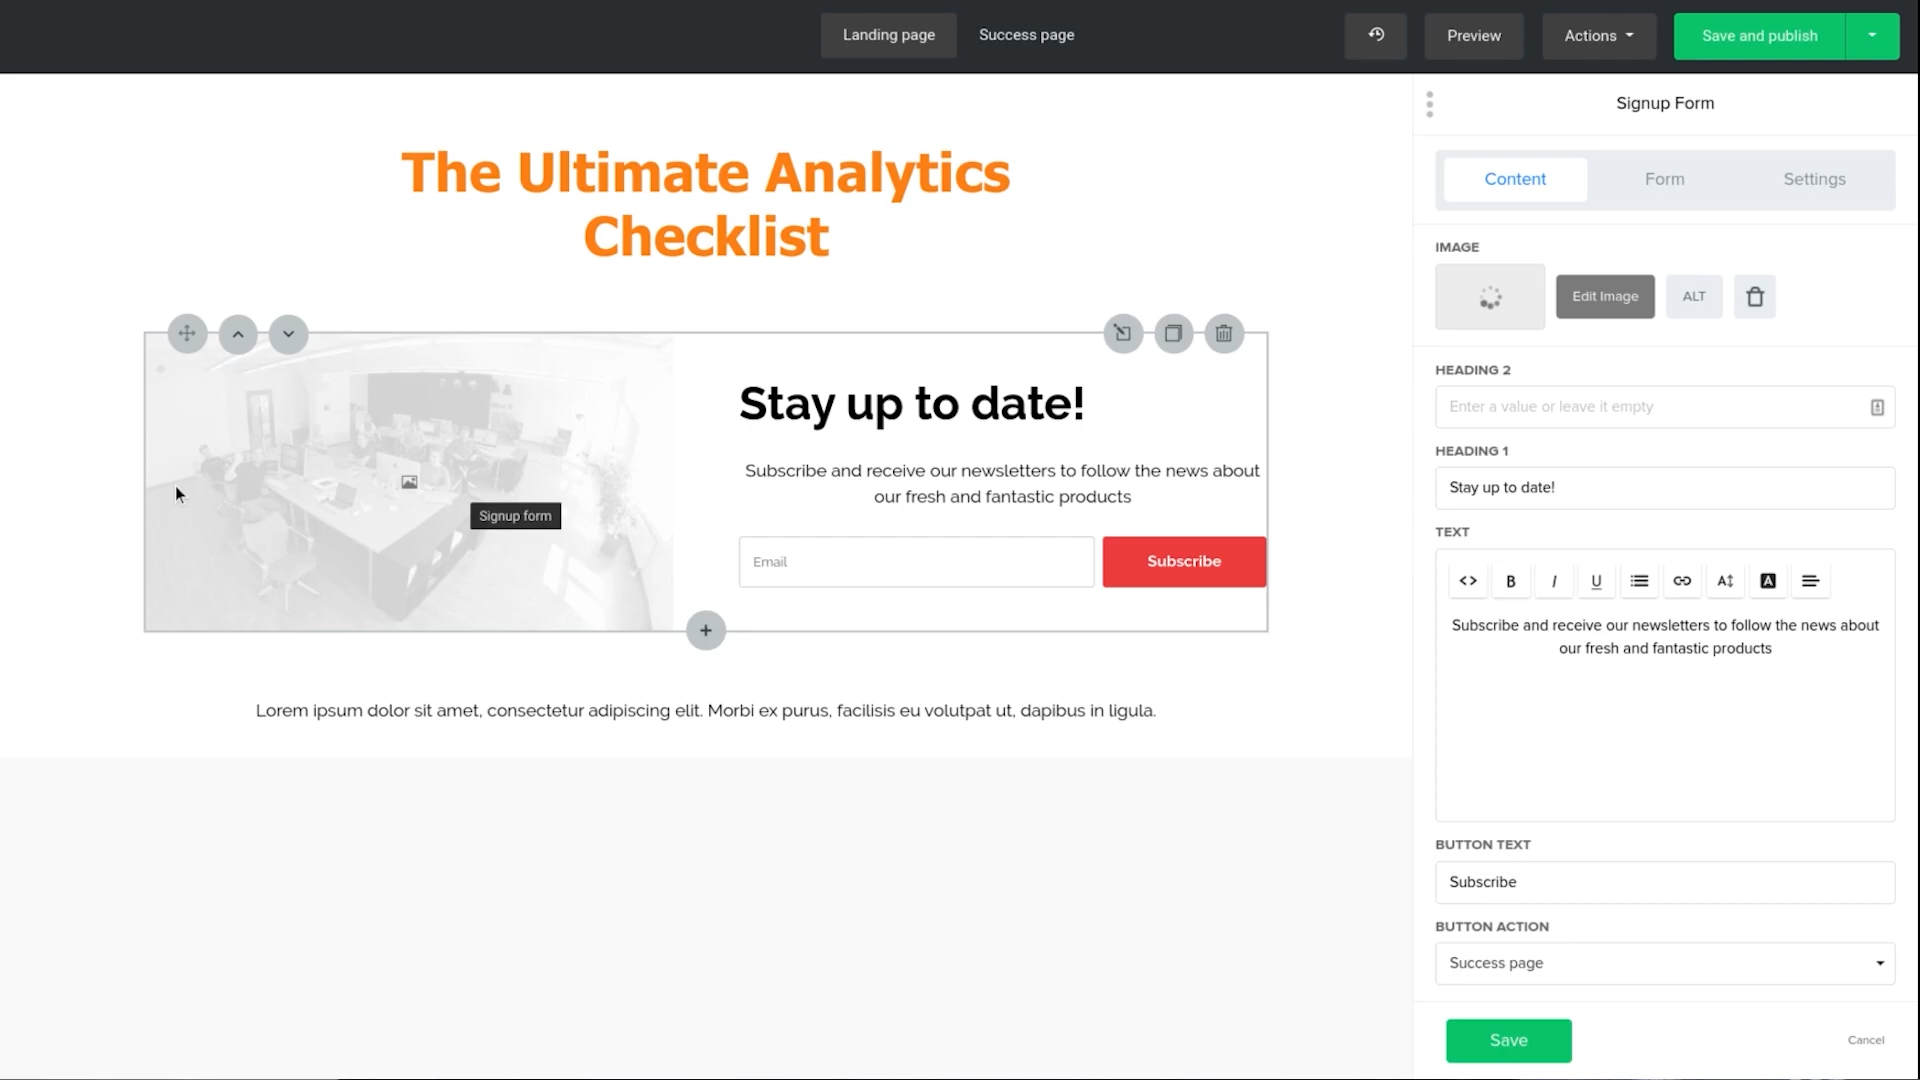 Landing page
Success page
Preview
Actions
Save and publish
The Ultimate Analytics
Checklist
Stay up to date!
Subscribe and receive our newsletters to follow the news about
our fresh and fantastic products
Signup form
Email
Subscribe
Lorem ipsum dolor sit amet, consectetur adipiscing elit. Morbi ex purus, facilisis eu volutpat ut, dapibus in ligula.
Signup Form
Content
Form
Settings
IMAGE
Edit Image
ALT
HEADING 2
Enter a value or leave it empty
HEADING 1
Stay up to date!
TEXT
<> B I U A A
Subscribe and receive our newsletters to follow the news about
our fresh and fantastic products
BUTTON TEXT
Subscribe
BUTTON ACTION
Success page
Save
Cancel